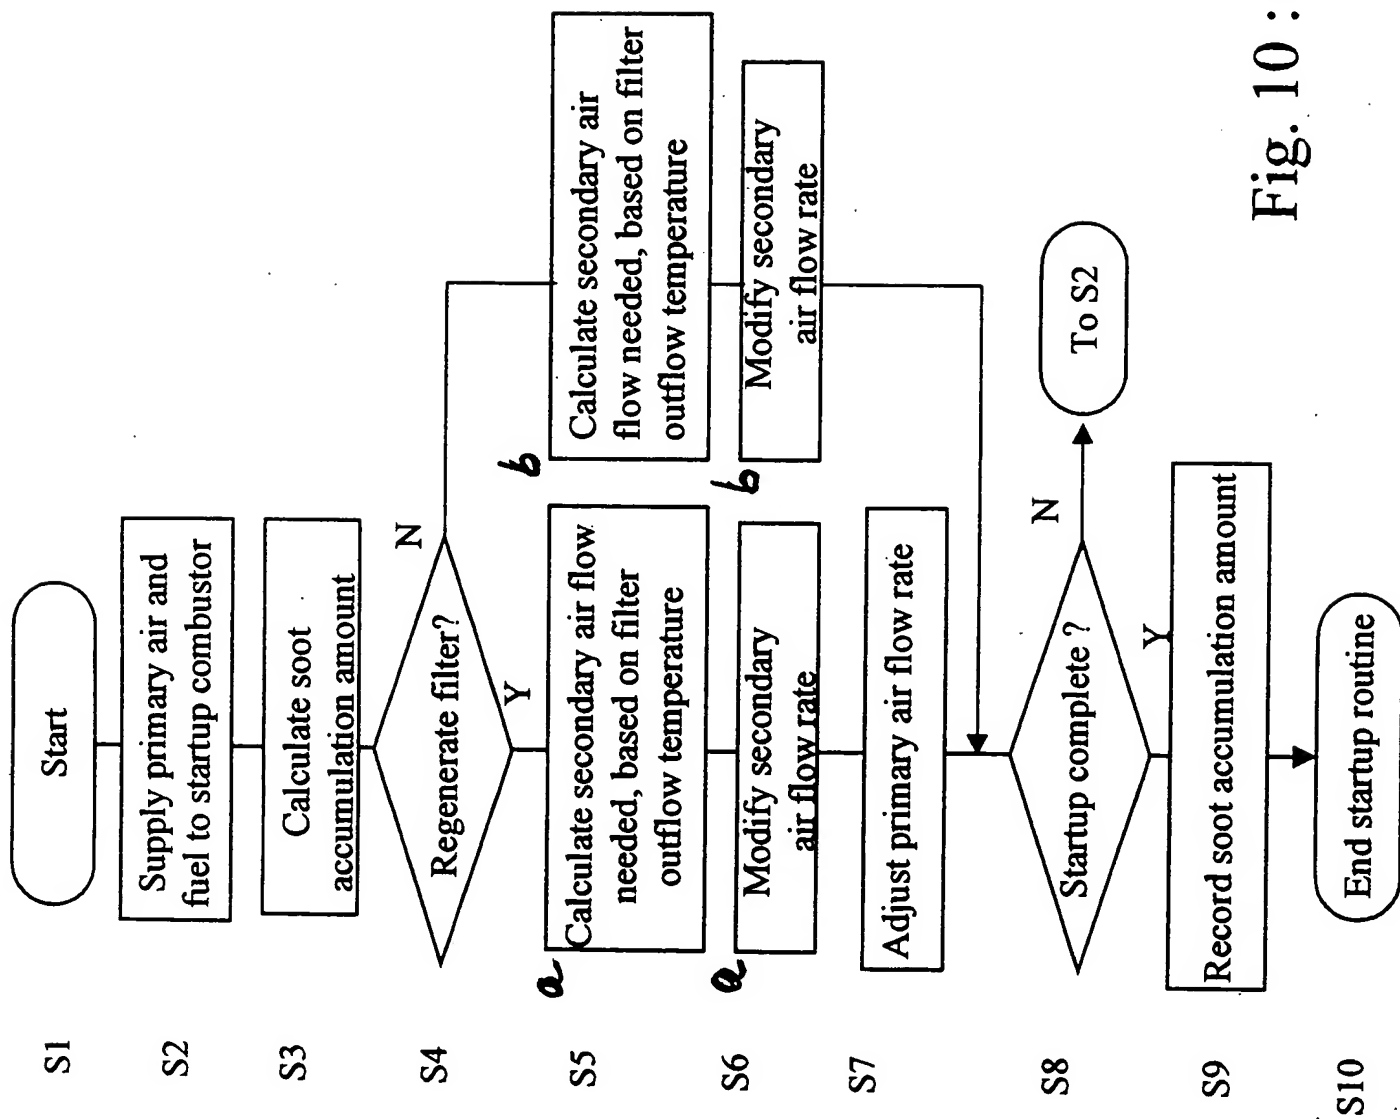 S1
Start
S2
Supply primary air and
fuel to startup combustor
S3
Calculate soot
accumulation amount
S4
Regenerate filter?
N
Y
S5
a
Calculate secondary air flow
needed, based on filter
outflow temperature
b
Calculate secondary air
flow needed, based on filter
outflow temperature
S6
a
Modify secondary
air flow rate
b
Modify secondary
air flow rate
S7
Adjust primary air flow rate
S8
Startup complete ?
N
To S2
Y
S9
Record soot accumulation amount
S10
End startup routine
Fig. 10 :